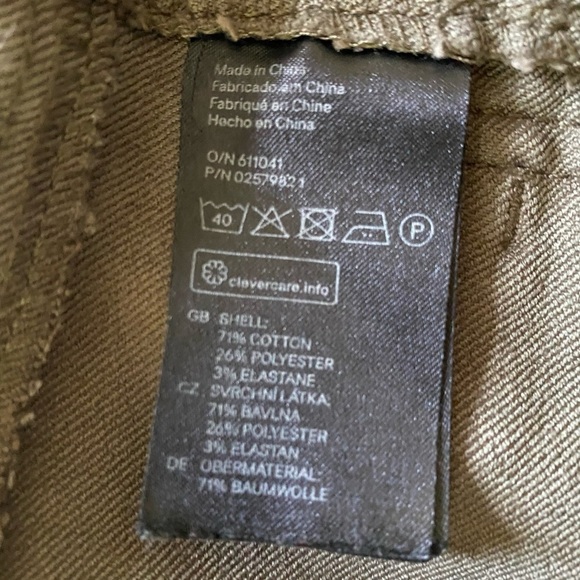 Made in China
Fabricado em China
Fabriqué en Chine
Hecho en China
O/N 611041
P/N 02579821
40 P
clevercare.info
GB SHELL:
71% COTTON
26% POLYESTER
3% ELASTANE
CZ SVRCHNÍ LÁTKA:
71% BAVLNA
26% POLYESTER
3% ELASTAN
DE OBERMATERIAL:
71% BAUMWOLLE